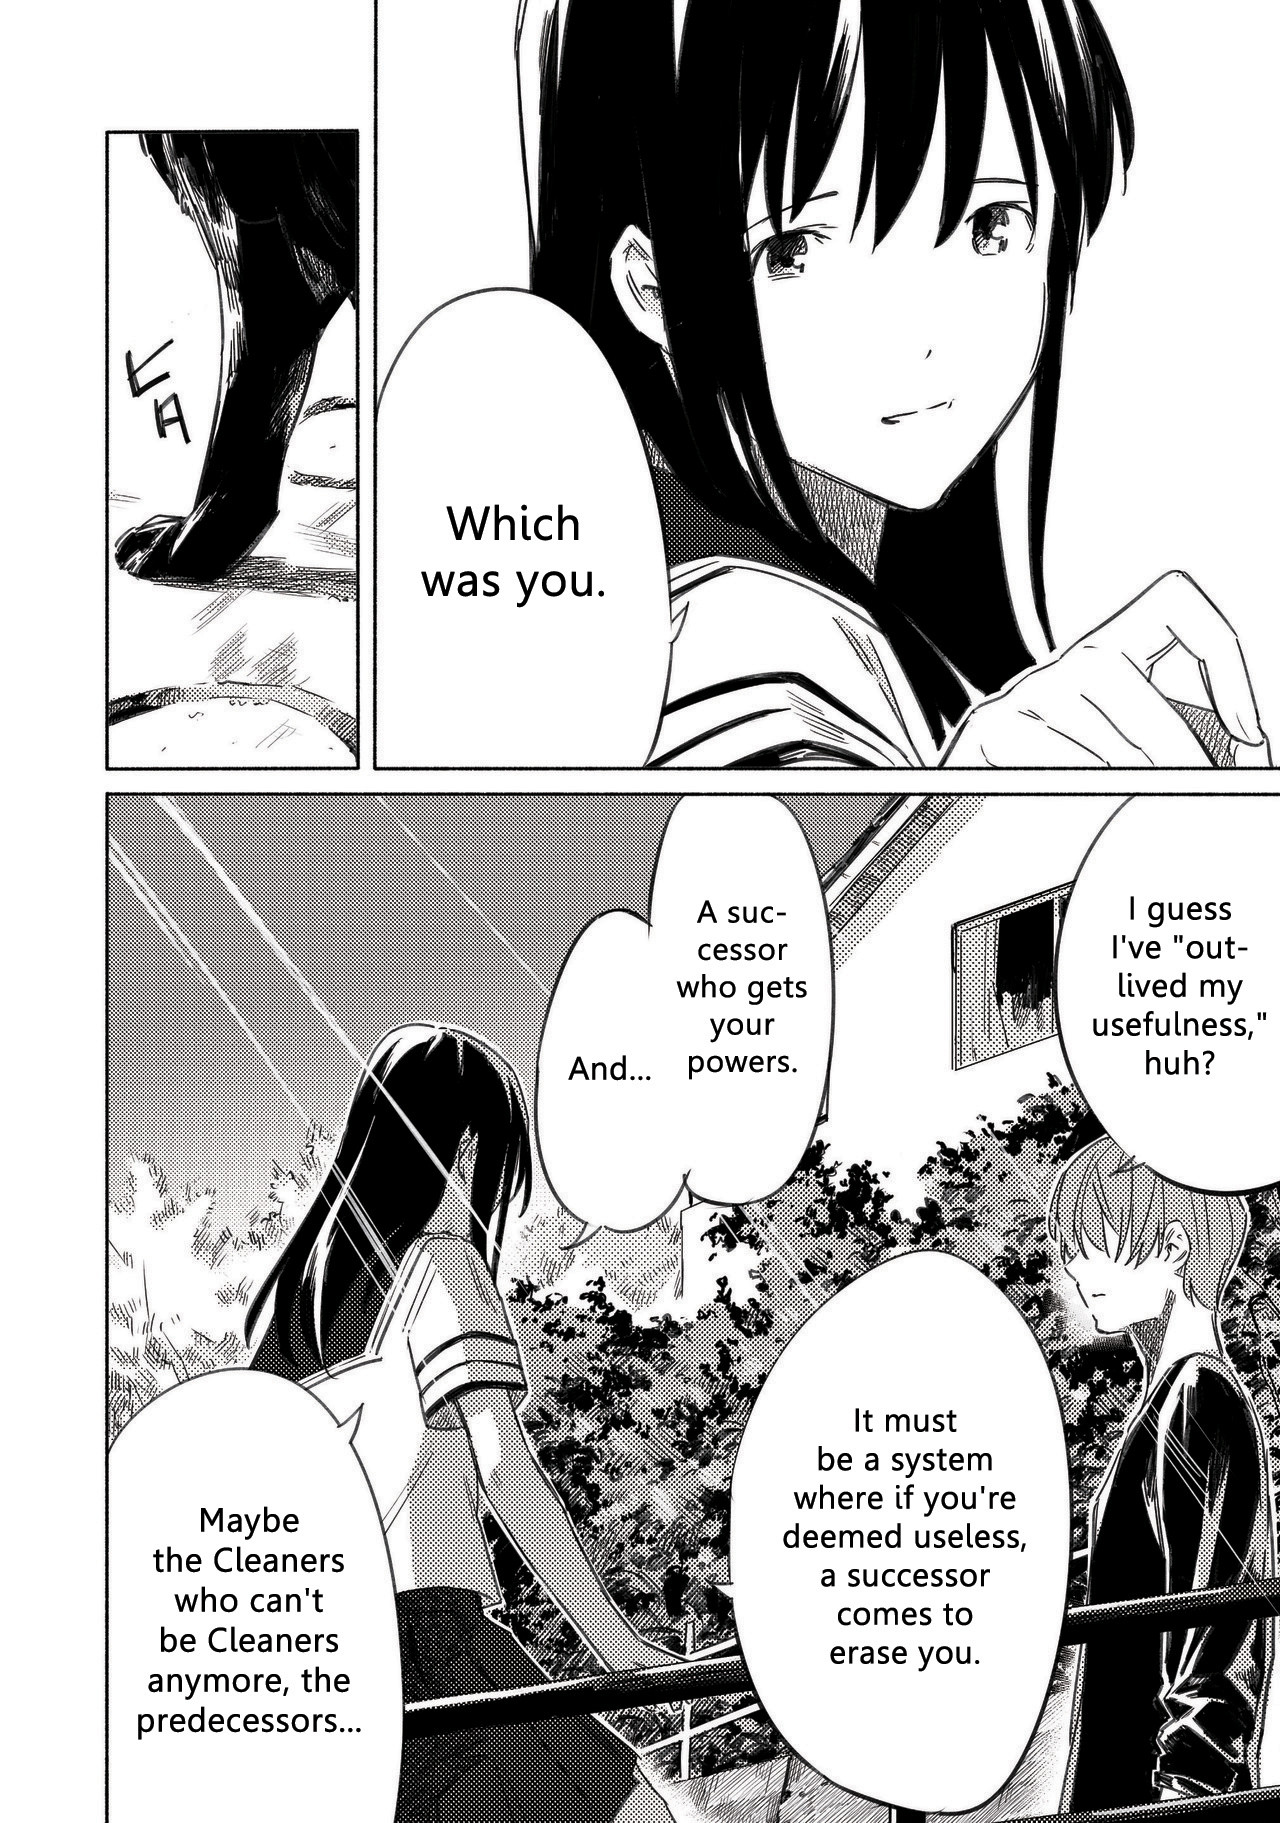 Which
was you.
ヒタ
I guess
I've "out-
lived my
usefulness,"
huh?
A suc-
cessor
who gets
your
powers.
And...
It must
be a system
where if you're
deemed useless,
a successor
comes to
erase you.
Maybe
the Cleaners
who can't
be Cleaners
anymore, the
predecessors...